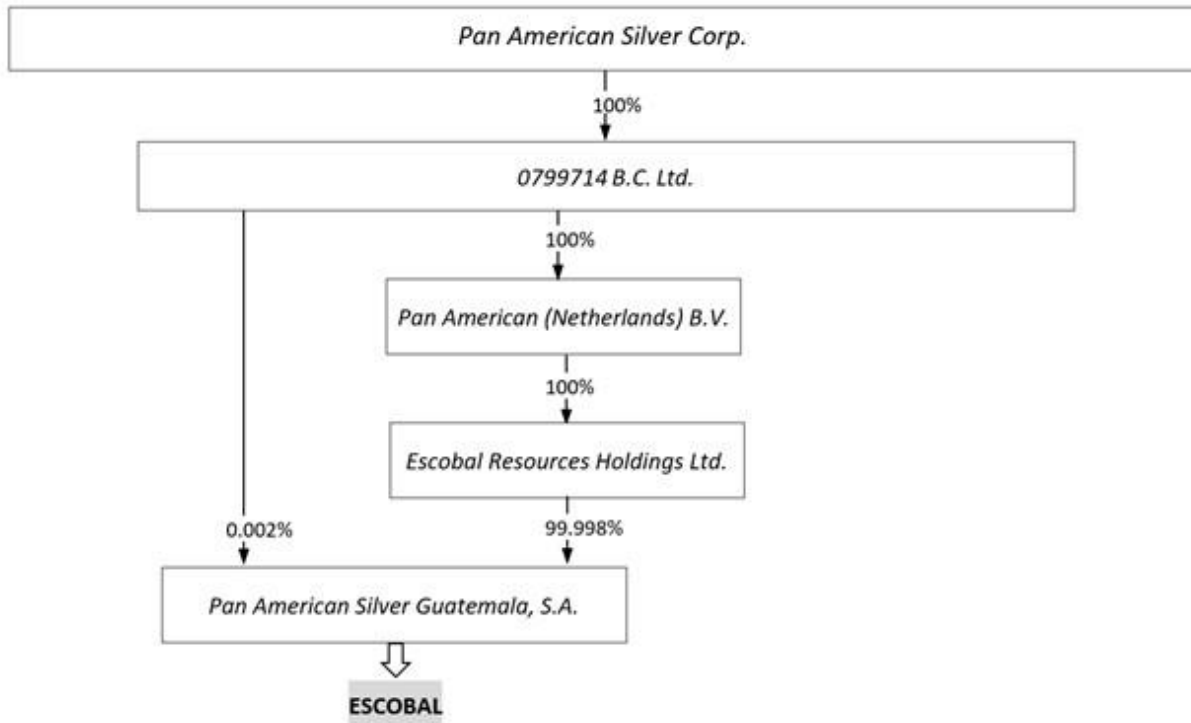 Pan American Silver Corp.
100%
0799714 B.C. Ltd.
100%
Pan American (Netherlands) B.V.
100%
Escobal Resources Holdings Ltd.
0.002%
99.998%
Pan American Silver Guatemala, S.A.
ESCOBAL